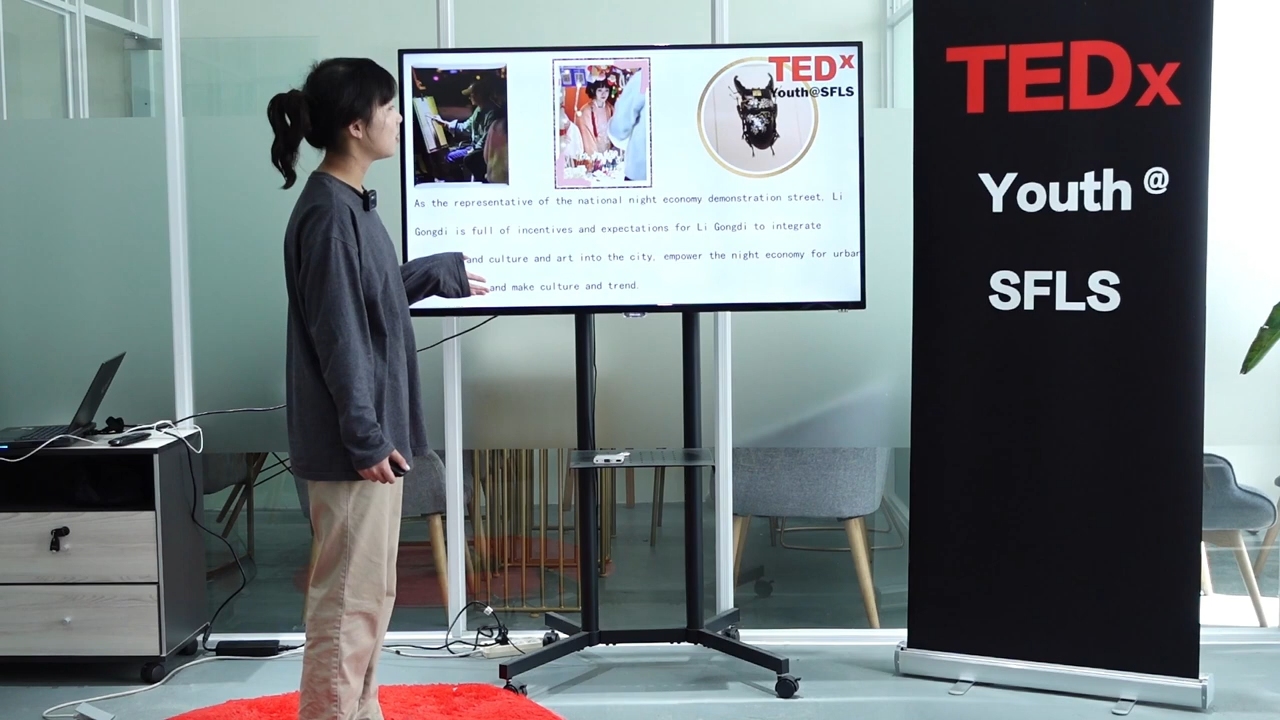 TEDx
Youth@SFLS
As the representative of the national night economy demonstration street, Li
Gongdi is full of incentives and expectations for Li Gongdi to integrate
and culture and art into the city, empower the night economy for urban
and make culture and trend.
TEDx
Youth @
SFLS